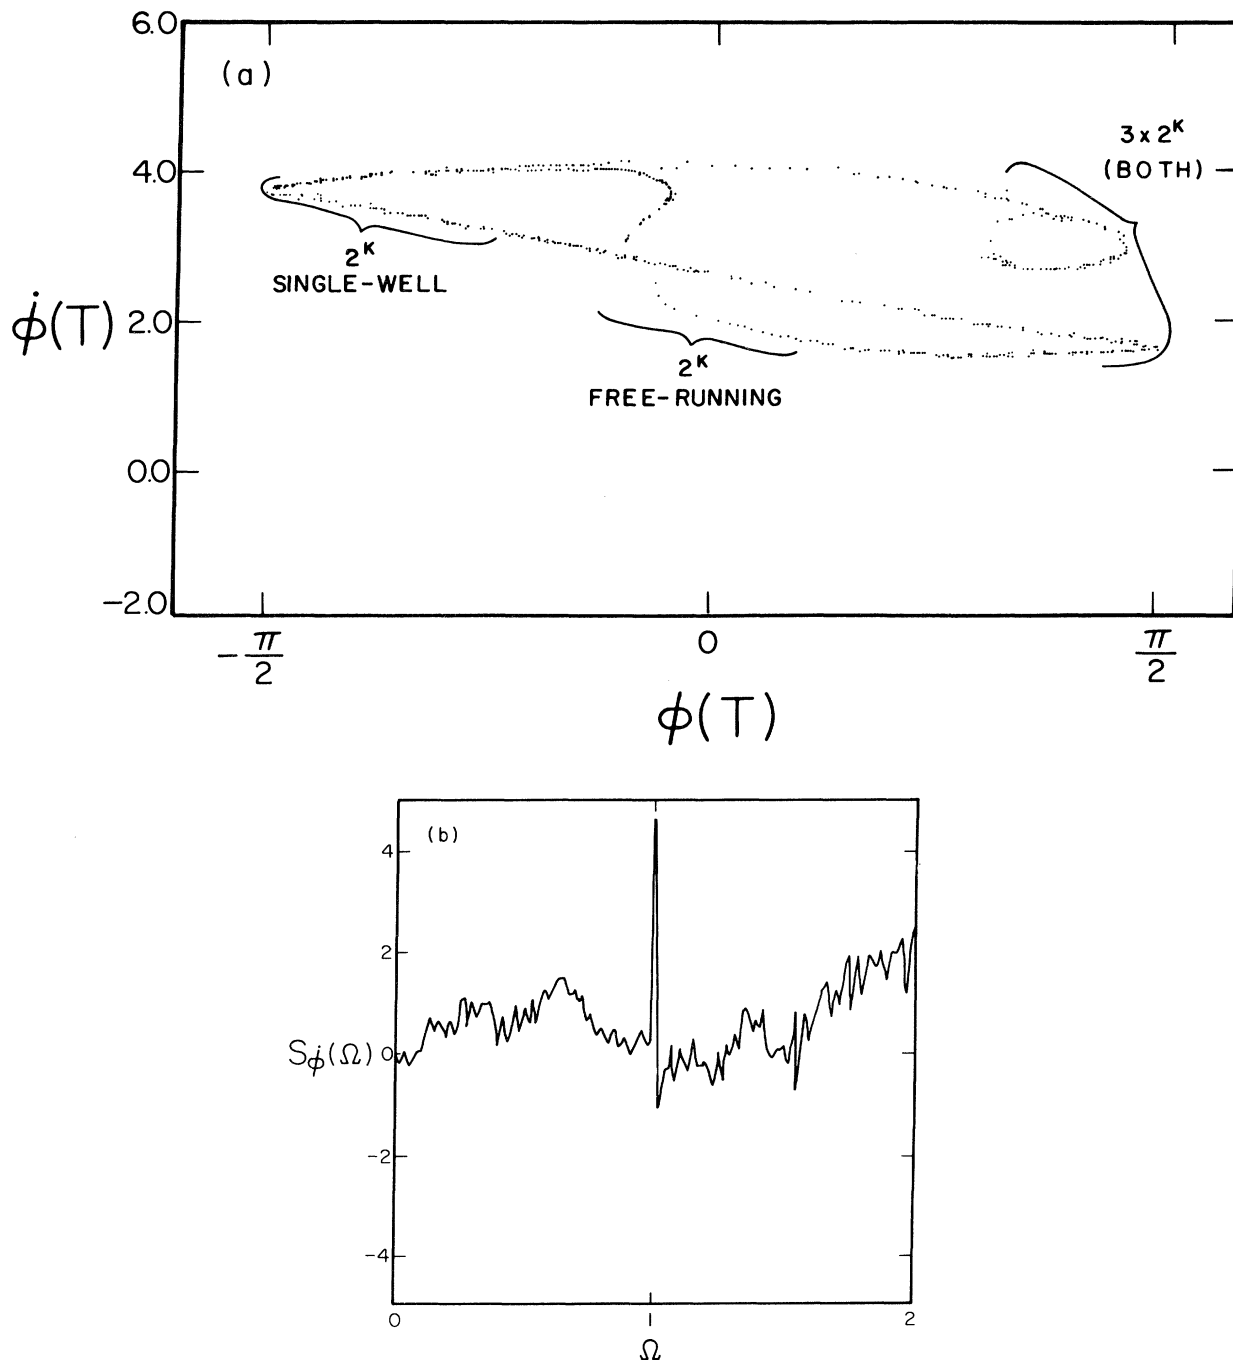 6.0
(a)
3 x 2^K
(BOTH)
4.0
2^K
SINGLE-WELL
φ̇(T)
2.0
2^K
FREE-RUNNING
0.0
-2.0
-π/2
0
π/2
φ(T)
(b)
4
2
S_φ̇(Ω)
0
-2
-4
0
1
2
Ω